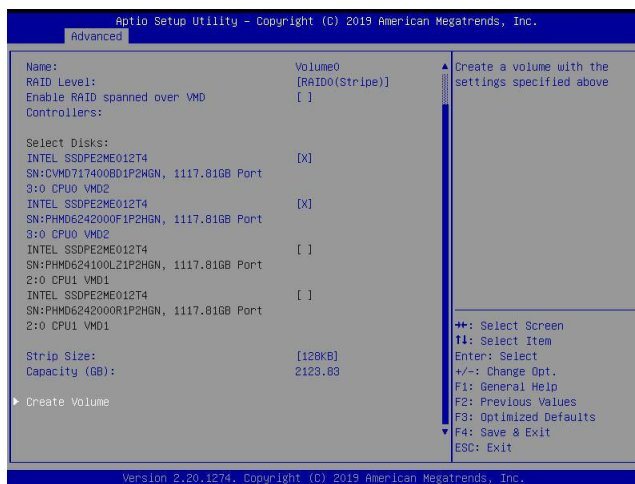 Aptio Setup Utility – Copyright (C) 2019 American Megatrends, Inc.
Advanced
Name: Volume0
RAID Level: [RAID0(Stripe)]
Enable RAID spanned over VMD [ ]
Controllers:
Select Disks:
INTEL SSDPE2ME012T4 [X]
SN:CVMD717400BD1P2WGN, 1117.81GB Port
3:0 CPU0 VMD2
INTEL SSDPE2ME012T4 [X]
SN:PHMD6242000F1P2HGN, 1117.81GB Port
3:0 CPU0 VMD2
INTEL SSDPE2ME012T4 [ ]
SN:PHMD624100LZ1P2HGN, 1117.81GB Port
2:0 CPU1 VMD1
INTEL SSDPE2ME012T4 [ ]
SN:PHMD6242000R1P2HGN, 1117.81GB Port
2:0 CPU1 VMD1
Strip Size: [128KB]
Capacity (GB): 2123.83
Create Volume
Create a volume with the
settings specified above
→←: Select Screen
↑↓: Select Item
Enter: Select
+/-: Change Opt.
F1: General Help
F2: Previous Values
F3: Optimized Defaults
F4: Save & Exit
ESC: Exit
Version 2.20.1274. Copyright (C) 2019 American Megatrends, Inc.